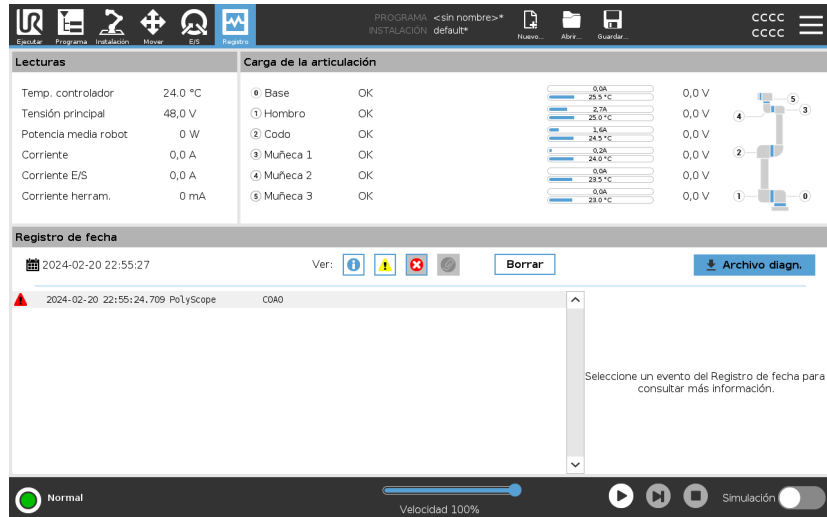 PROGRAMA <sin nombre>*
INSTALACIÓN default*
CCCC
CCCC
Ejecutar Programa Instalación Mover E/S Registro Nuevo... Abrir... Guardar...
Lecturas
Temp. controlador 24.0 °C
Tensión principal 48,0 V
Potencia media robot 0 W
Corriente 0,0 A
Corriente E/S 0,0 A
Corriente herram. 0 mA
Carga de la articulación
0 Base OK 0,0A 25.5 °C 0,0 V
1 Hombro OK 2,7A 25.0 °C 0,0 V
2 Codo OK 1,6A 24.5 °C 0,0 V
3 Muñeca 1 OK 0,2A 24.0 °C 0,0 V
4 Muñeca 2 OK 0,0A 23.5 °C 0,0 V
5 Muñeca 3 OK 0,0A 23.0 °C 0,0 V
5
4 3
2
1 0
Registro de fecha
2024-02-20 22:55:27 Ver: Borrar Archivo diagn.
2024-02-20 22:55:24.709 PolyScope C0A0
Seleccione un evento del Registro de fecha para
consultar más información.
Normal
Velocidad 100%
Simulación